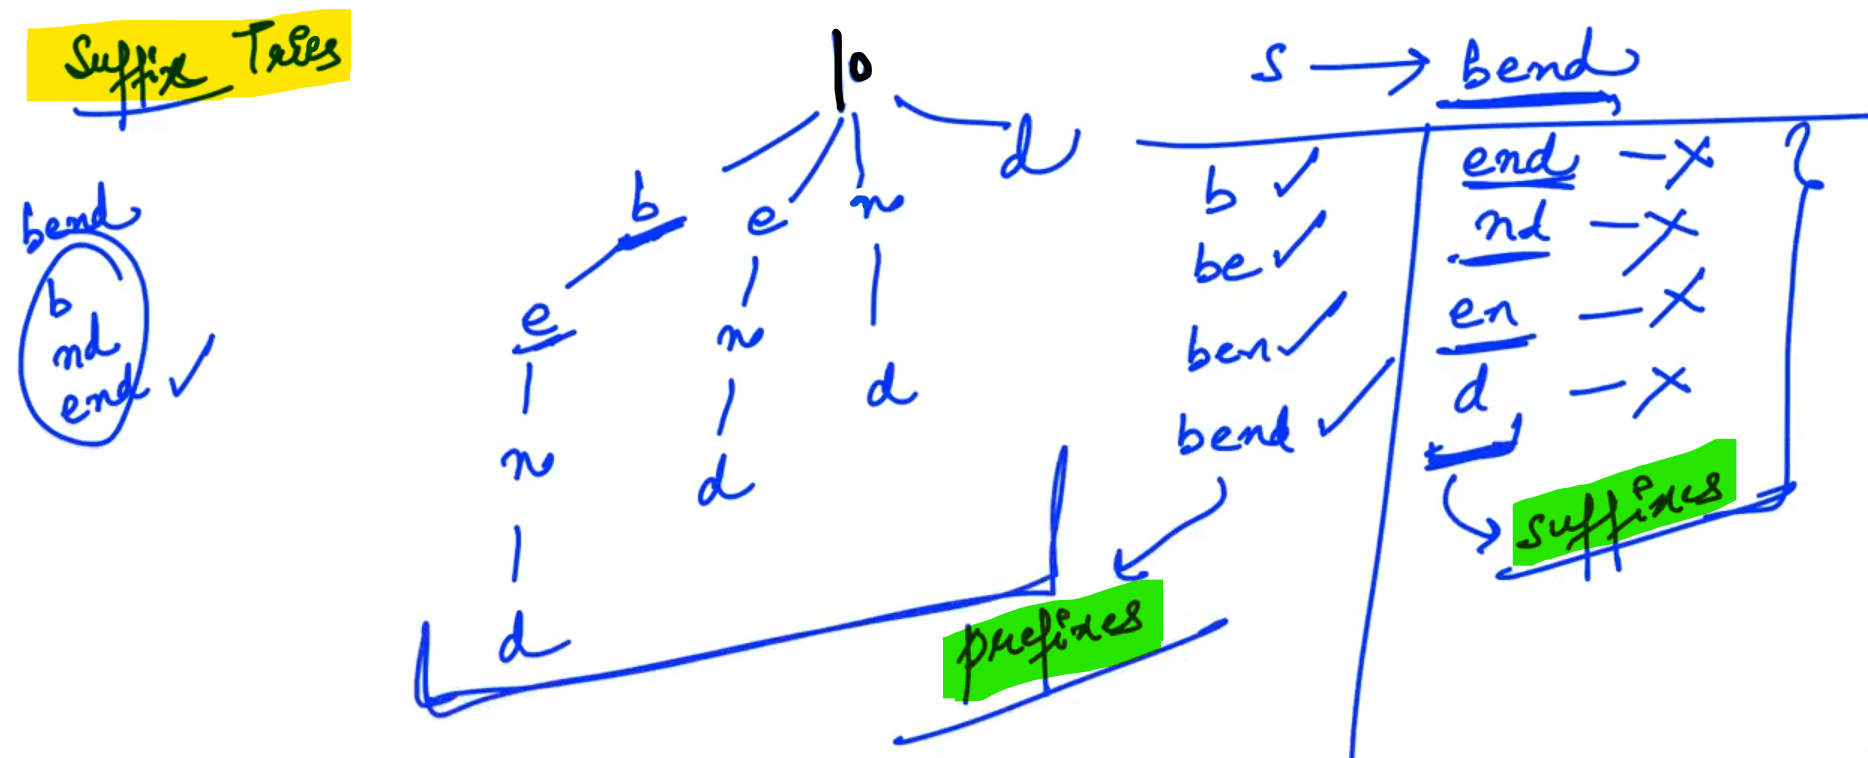 Suffix Tries
bend
b
nd
end ✓
10
b e n d
e n d
n d
d
s → bend
b ✓
be ✓
ben ✓
bend ✓
prefixes
end - ×
nd - ×
en - ×
d - ×
suffixes